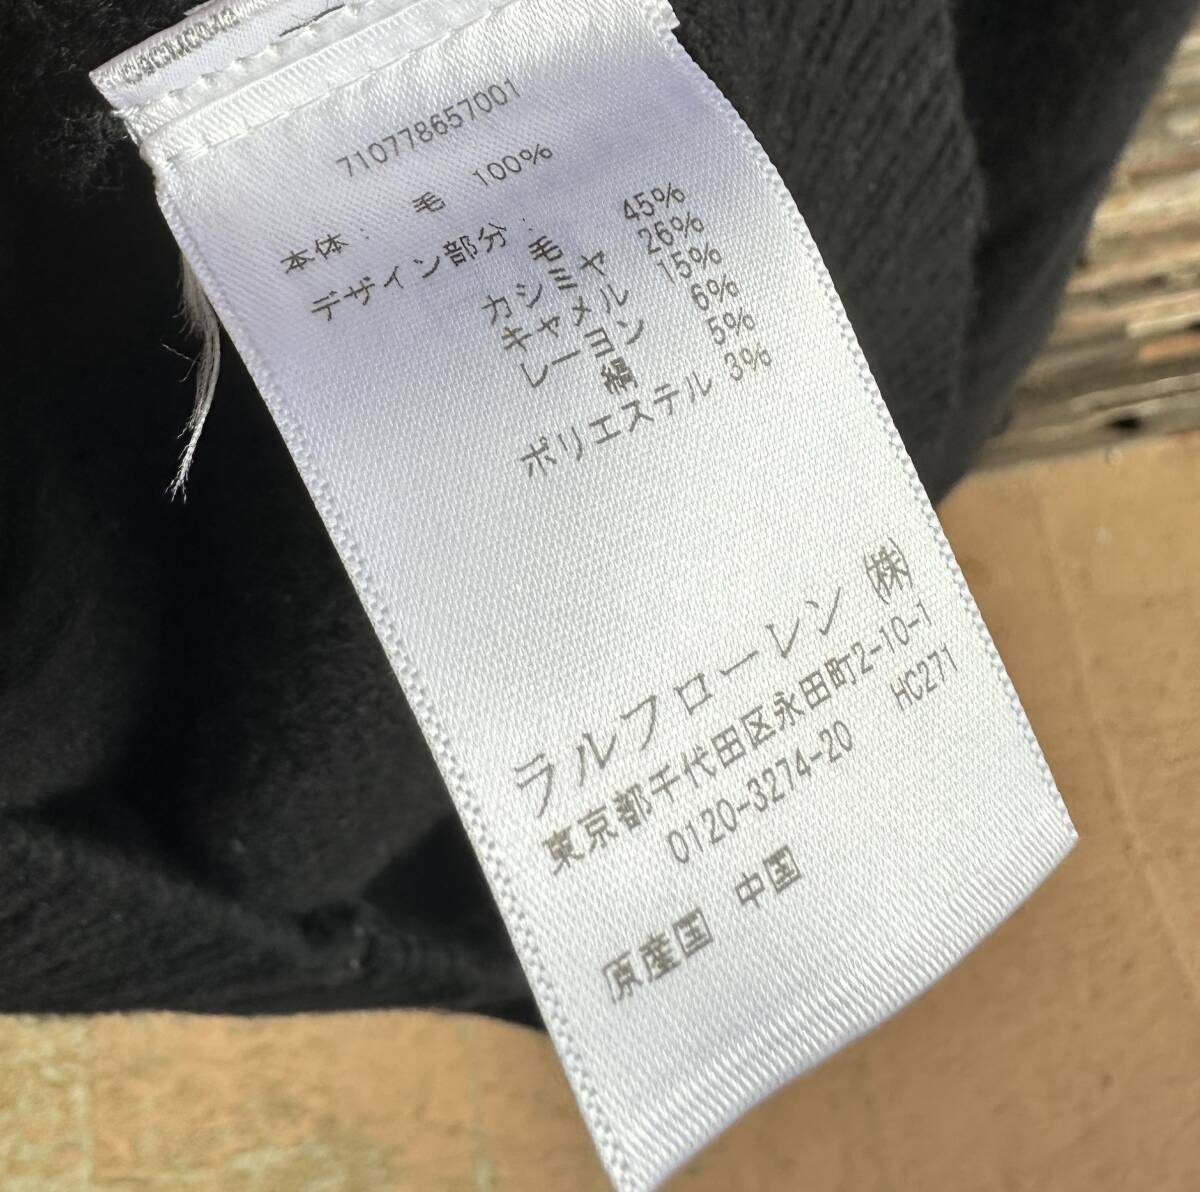 710778657001
本体: 毛 100%
デザイン部分: 毛 45%
カシミヤ 26%
キャメル 15%
レーヨン 6%
絹 5%
ポリエステル 3%
ラルフローレン ㈱
東京都千代田区永田町2-10-1
0120-3274-20 HC271
原産国 中国